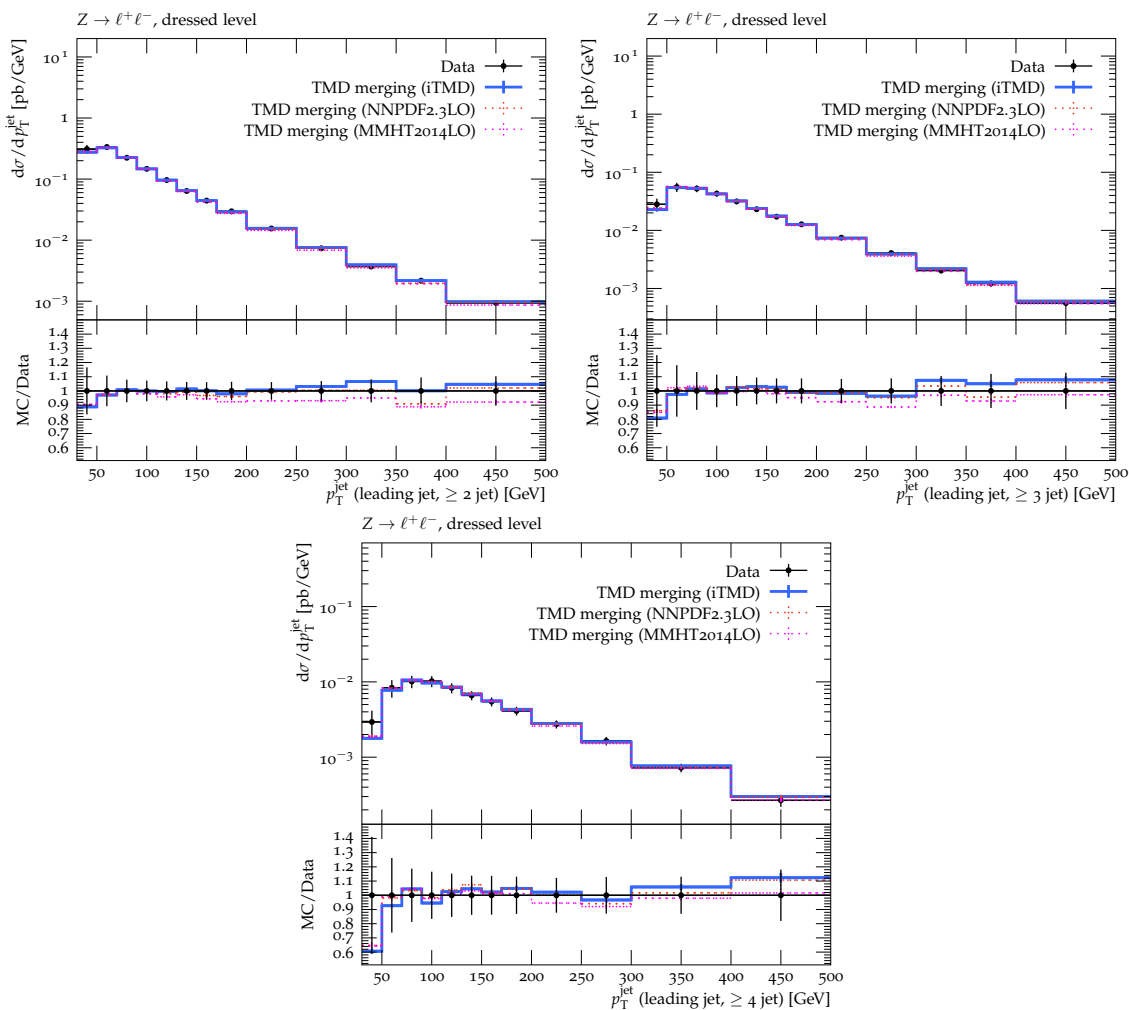 Z → ℓ⁺ℓ⁻, dressed level
dσ/dp_T^jet [pb/GeV]
10¹
1
10⁻¹
10⁻²
10⁻³
Data
TMD merging (iTMD)
TMD merging (NNPDF2.3LO)
TMD merging (MMHT2014LO)
MC/Data
1.4
1.3
1.2
1.1
1.0
0.9
0.8
0.7
0.6
50 100 150 200 250 300 350 400 450 500
p_T^jet (leading jet, ≥ 2 jet) [GeV]
Z → ℓ⁺ℓ⁻, dressed level
dσ/dp_T^jet [pb/GeV]
10¹
1
10⁻¹
10⁻²
10⁻³
Data
TMD merging (iTMD)
TMD merging (NNPDF2.3LO)
TMD merging (MMHT2014LO)
MC/Data
1.4
1.3
1.2
1.1
1.0
0.9
0.8
0.7
0.6
50 100 150 200 250 300 350 400 450 500
p_T^jet (leading jet, ≥ 3 jet) [GeV]
Z → ℓ⁺ℓ⁻, dressed level
dσ/dp_T^jet [pb/GeV]
10⁻¹
10⁻²
10⁻³
Data
TMD merging (iTMD)
TMD merging (NNPDF2.3LO)
TMD merging (MMHT2014LO)
MC/Data
1.4
1.3
1.2
1.1
1.0
0.9
0.8
0.7
0.6
50 100 150 200 250 300 350 400 450 500
p_T^jet (leading jet, ≥ 4 jet) [GeV]